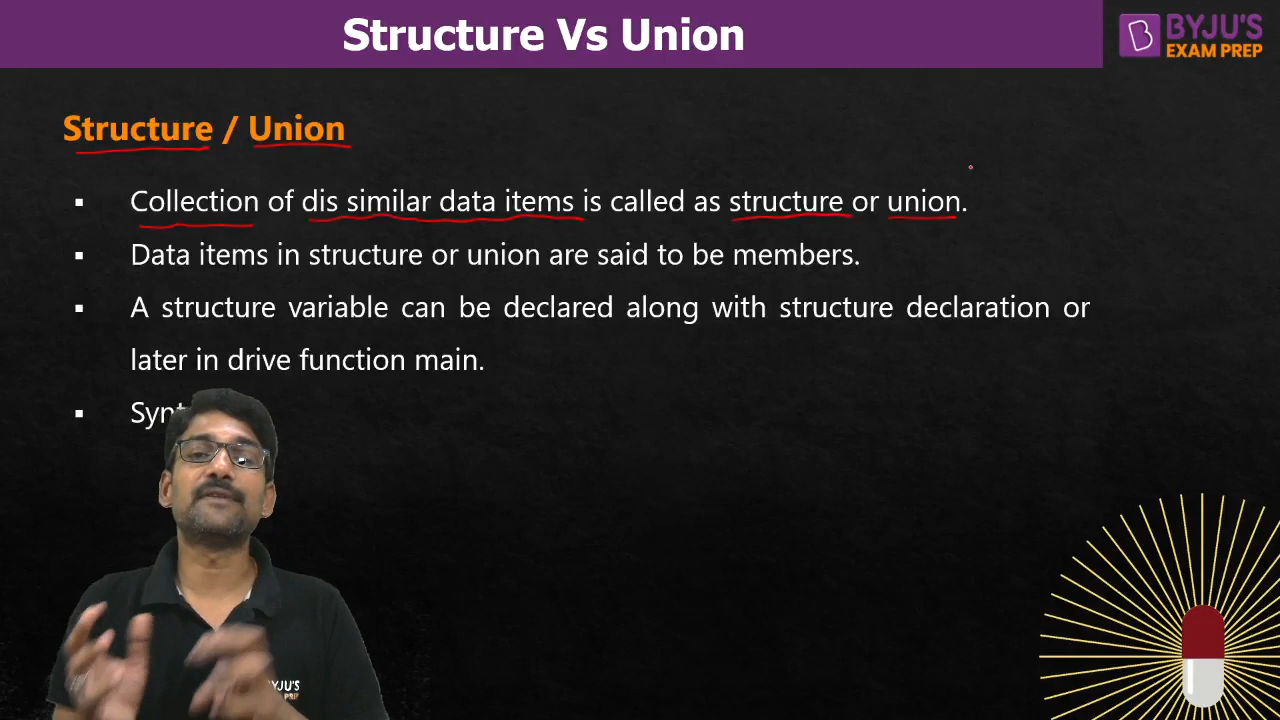 Structure Vs Union
BYJU'S
EXAM PREP
Structure / Union
▪ Collection of dis similar data items is called as structure or union.
▪ Data items in structure or union are said to be members.
▪ A structure variable can be declared along with structure declaration or
later in drive function main.
▪
BYJU'S